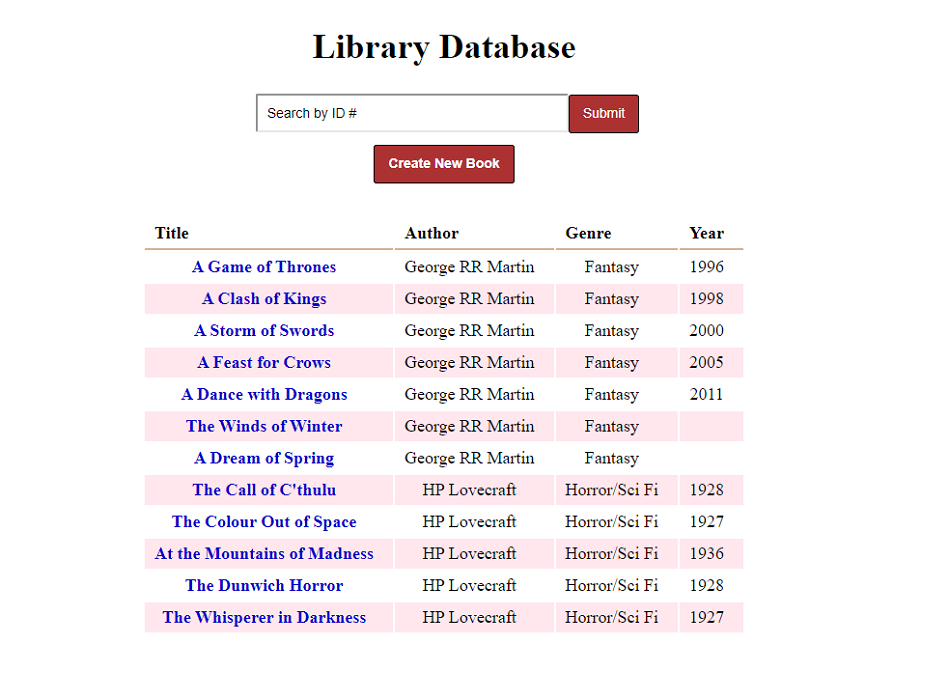 Library Database
Search by ID #
Submit
Create New Book
Title Author Genre Year
A Game of Thrones George RR Martin Fantasy 1996
A Clash of Kings George RR Martin Fantasy 1998
A Storm of Swords George RR Martin Fantasy 2000
A Feast for Crows George RR Martin Fantasy 2005
A Dance with Dragons George RR Martin Fantasy 2011
The Winds of Winter George RR Martin Fantasy
A Dream of Spring George RR Martin Fantasy
The Call of C'thulu HP Lovecraft Horror/Sci Fi 1928
The Colour Out of Space HP Lovecraft Horror/Sci Fi 1927
At the Mountains of Madness HP Lovecraft Horror/Sci Fi 1936
The Dunwich Horror HP Lovecraft Horror/Sci Fi 1928
The Whisperer in Darkness HP Lovecraft Horror/Sci Fi 1927